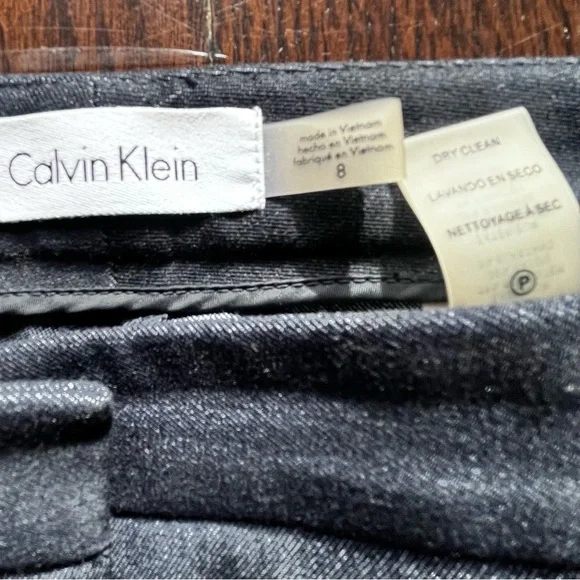 Calvin Klein
made in Vietnam
hecho en Vietnam
fabriqué en Vietnam
8
DRY CLEAN
LAVANDO EN SECO
NETTOYAGE À SEC
P